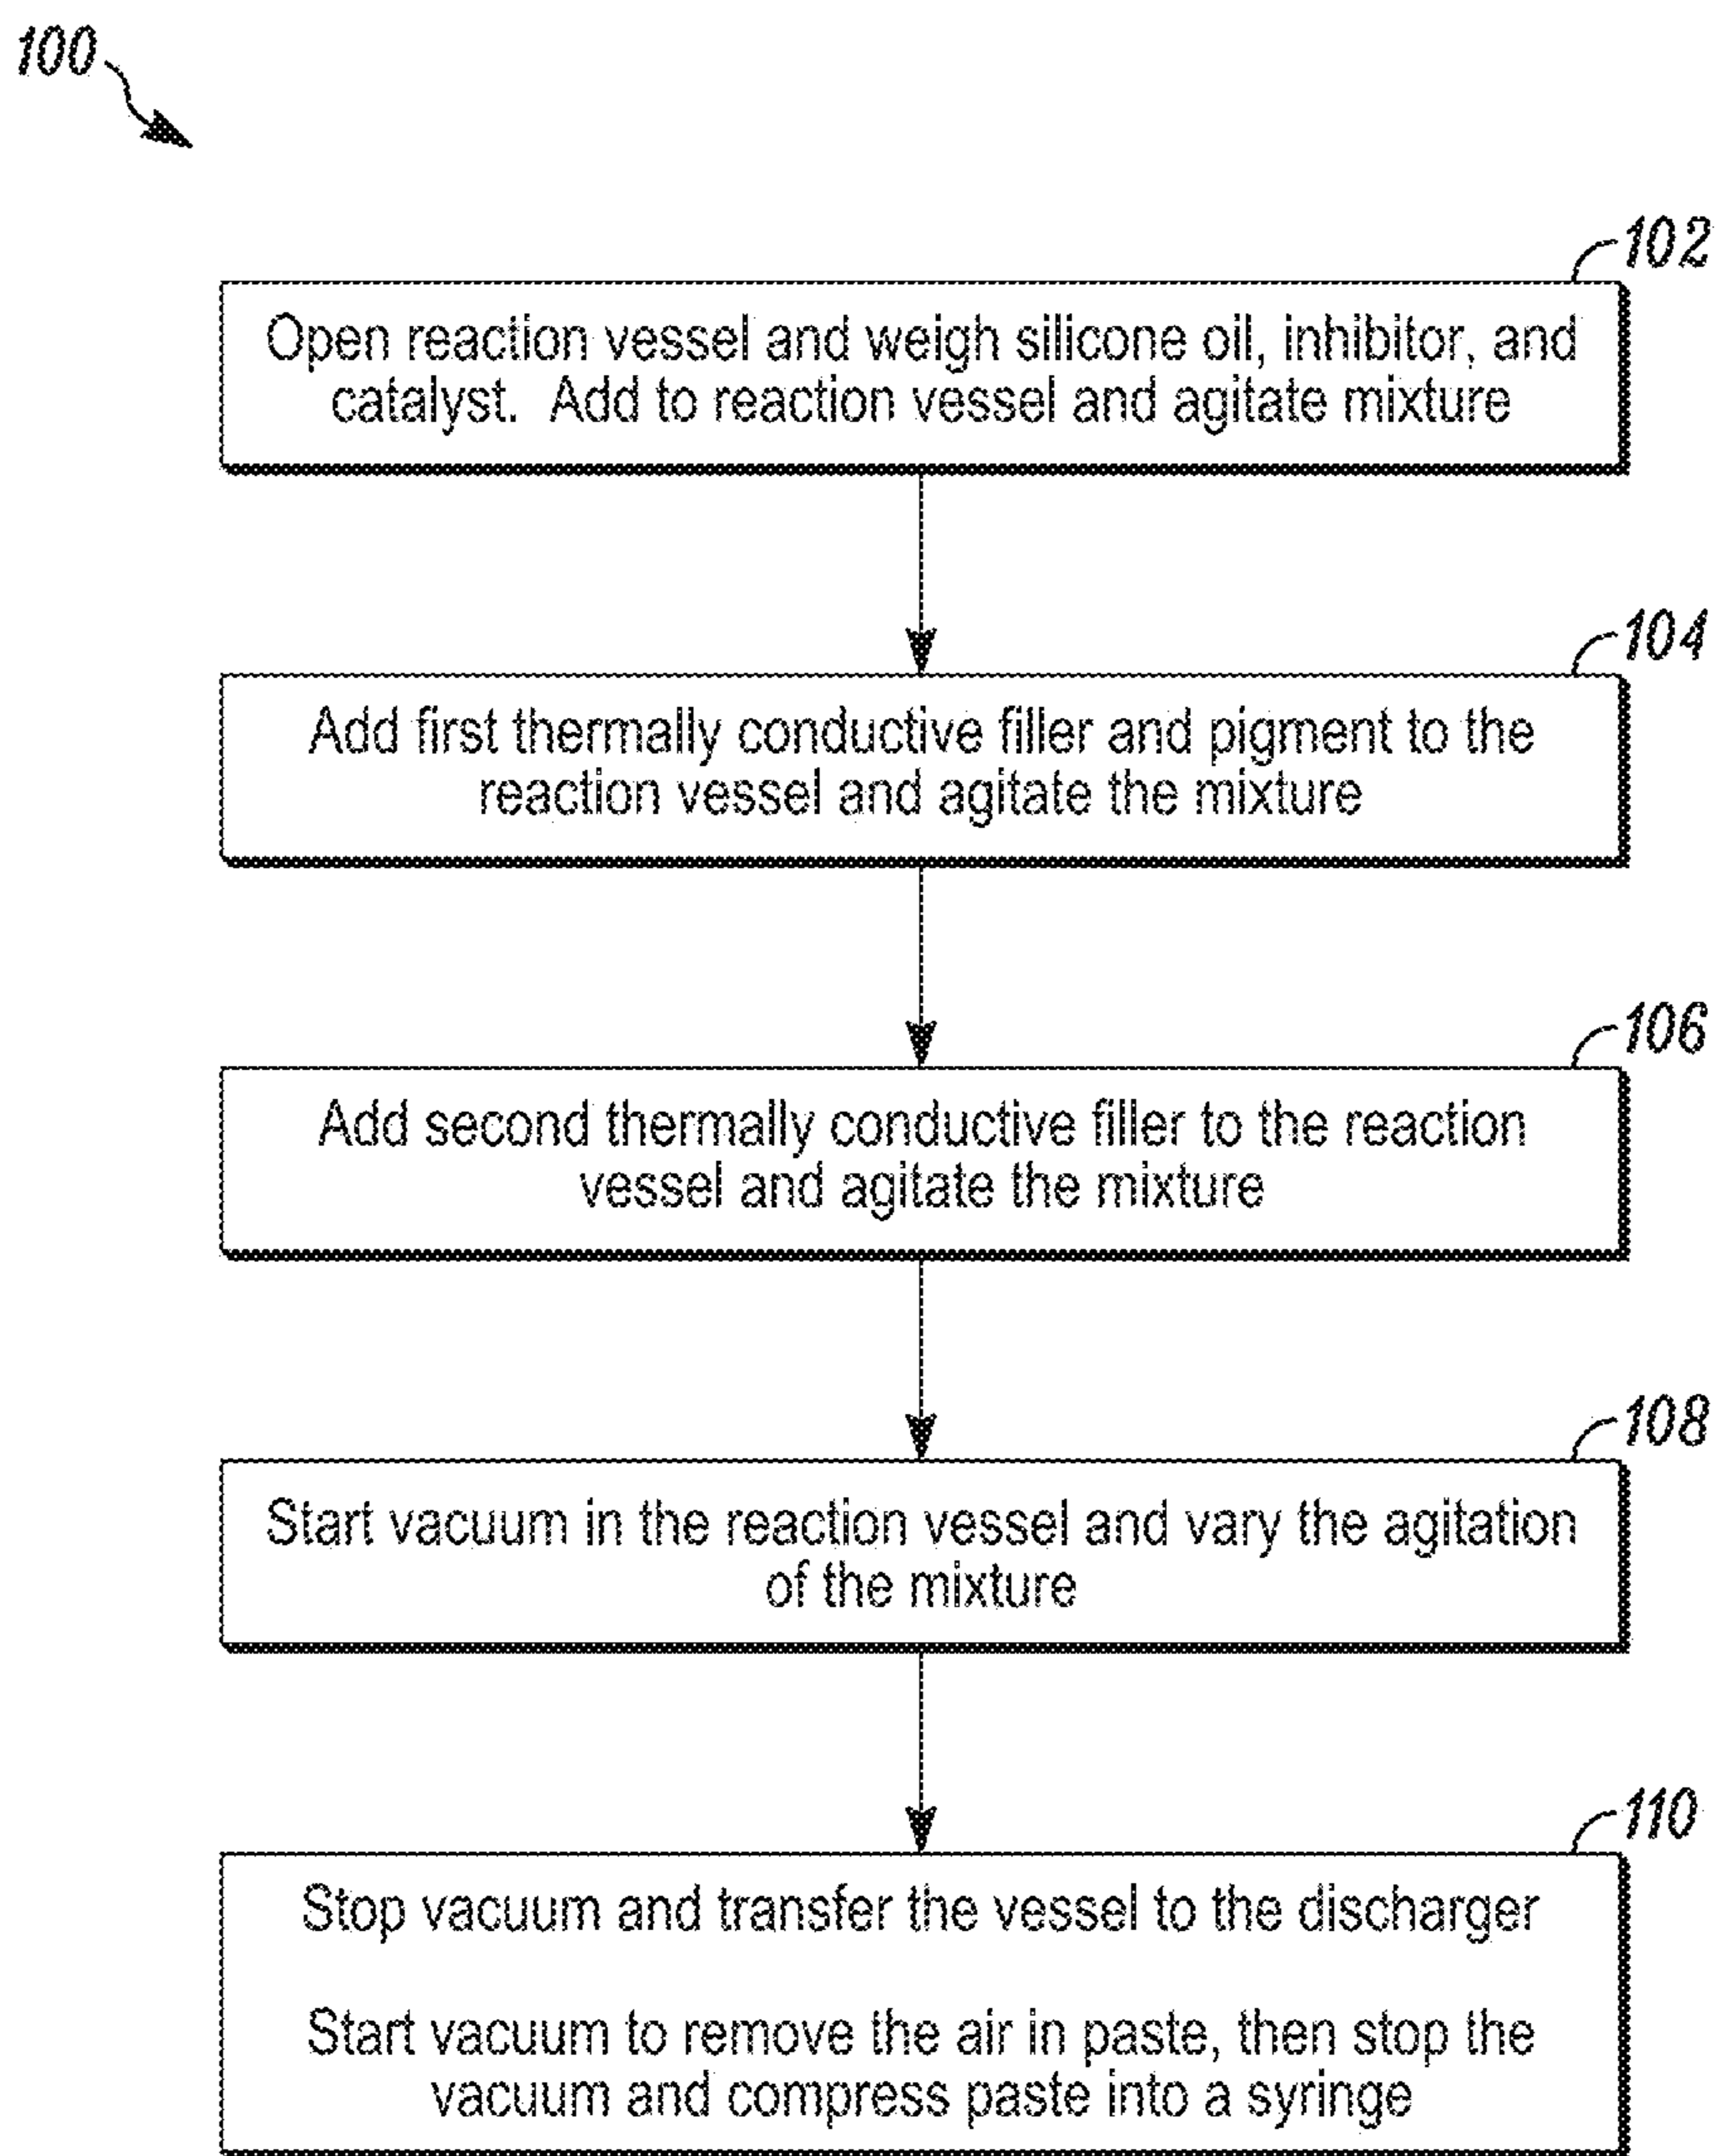 100
102
Open reaction vessel and weigh silicone oil, inhibitor, and
catalyst. Add to reaction vessel and agitate mixture
104
Add first thermally conductive filler and pigment to the
reaction vessel and agitate the mixture
106
Add second thermally conductive filler to the reaction
vessel and agitate the mixture
108
Start vacuum in the reaction vessel and vary the agitation
of the mixture
110
Stop vacuum and transfer the vessel to the discharger
Start vacuum to remove the air in paste, then stop the
vacuum and compress paste into a syringe